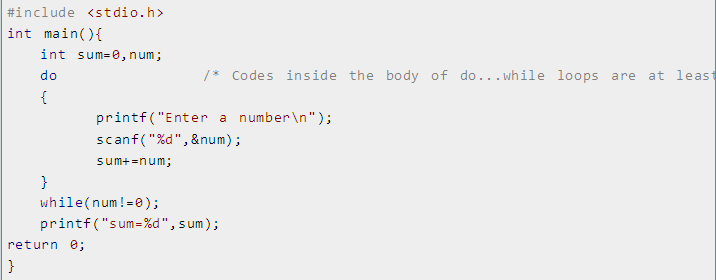 #include <stdio.h>
int main(){
    int sum=0,num;
    do                /* Codes inside the body of do...while loops are at least
    {
          printf("Enter a number\n");
          scanf("%d",&num);
          sum+=num;
    }
    while(num!=0);
    printf("sum=%d",sum);
return 0;
}